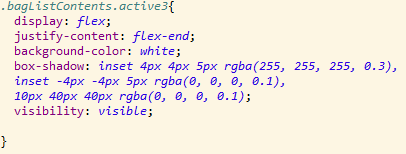 .bagListContents.active3{
display: flex;
justify-content: flex-end;
background-color: white;
box-shadow: inset 4px 4px 5px rgba(255, 255, 255, 0.3),
inset -4px -4px 5px rgba(0, 0, 0, 0.1),
10px 40px 40px rgba(0, 0, 0, 0.1);
visibility: visible;
}